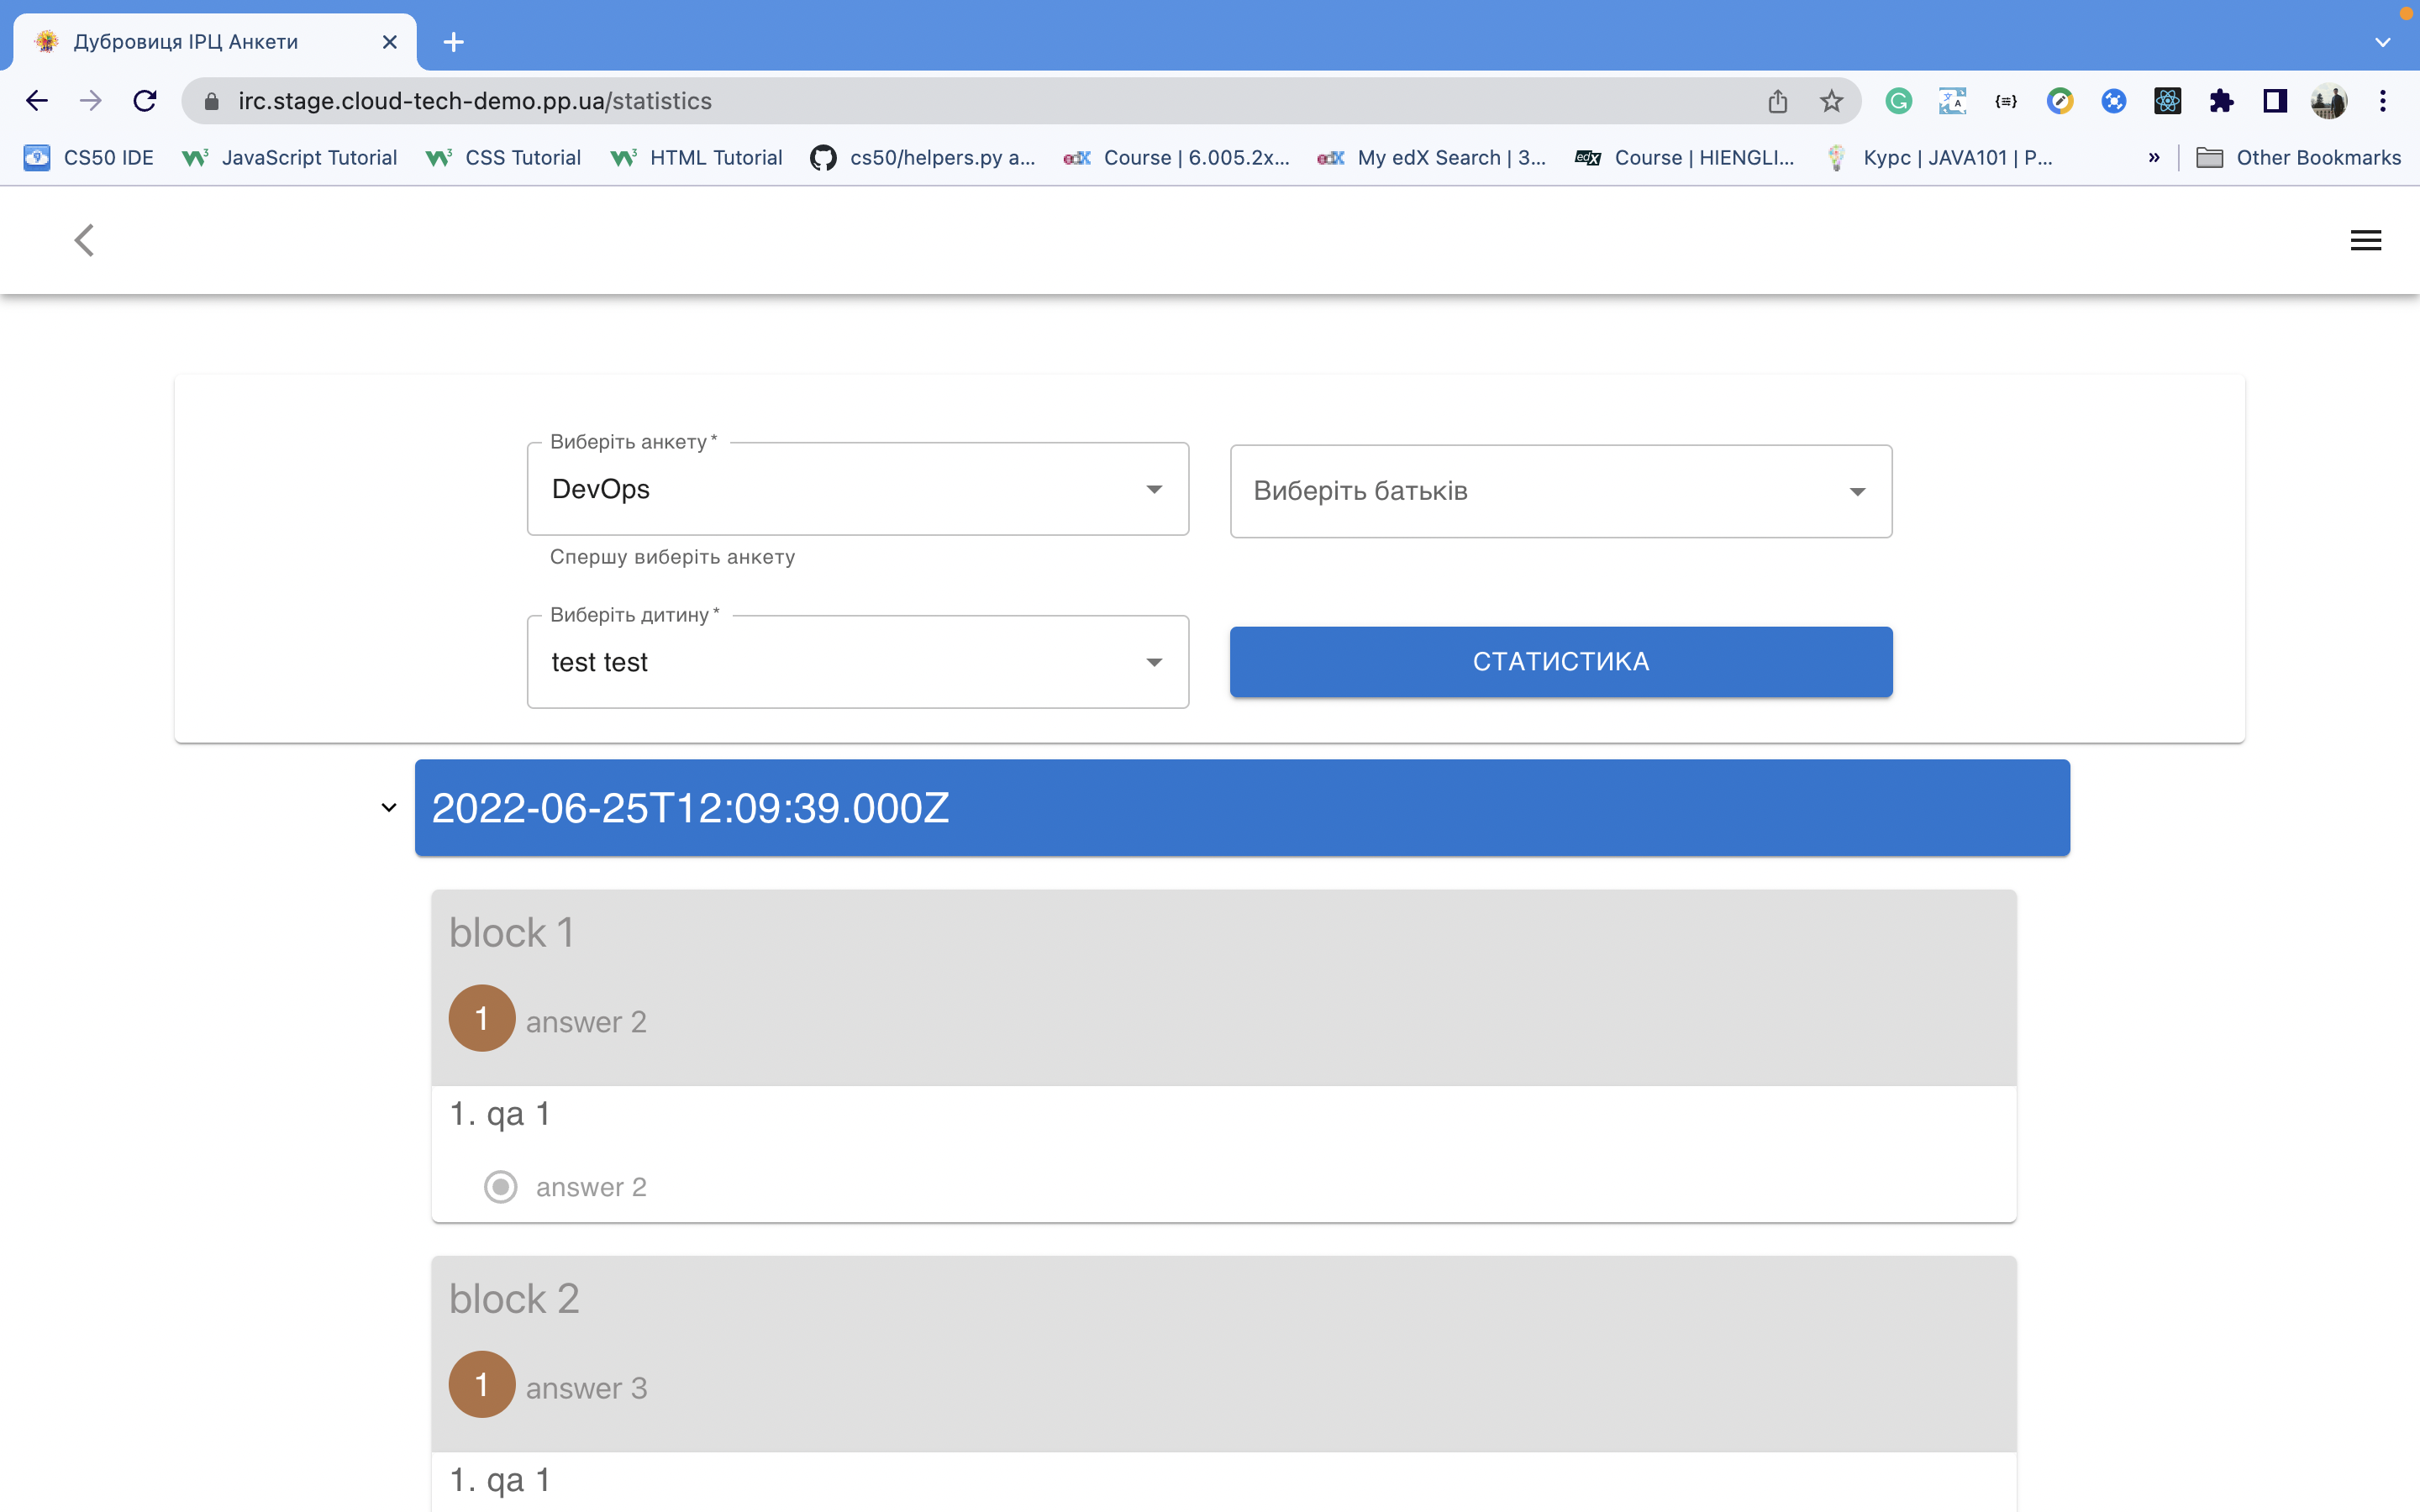 Дубровиця ІРЦ Анкети
irc.stage.cloud-tech-demo.pp.ua/statistics
CS50 IDE
JavaScript Tutorial
CSS Tutorial
HTML Tutorial
cs50/helpers.py a...
Course | 6.005.2x...
My edX Search | 3...
Course | HIENGLI...
Курс | JAVA101 | P...
»
Other Bookmarks
Виберіть анкету *
DevOps
Виберіть батьків
Спершу виберіть анкету
Виберіть дитину *
test test
СТАТИСТИКА
2022-06-25T12:09:39.000Z
block 1
1 answer 2
1. qa 1
answer 2
block 2
1 answer 3
1. qa 1